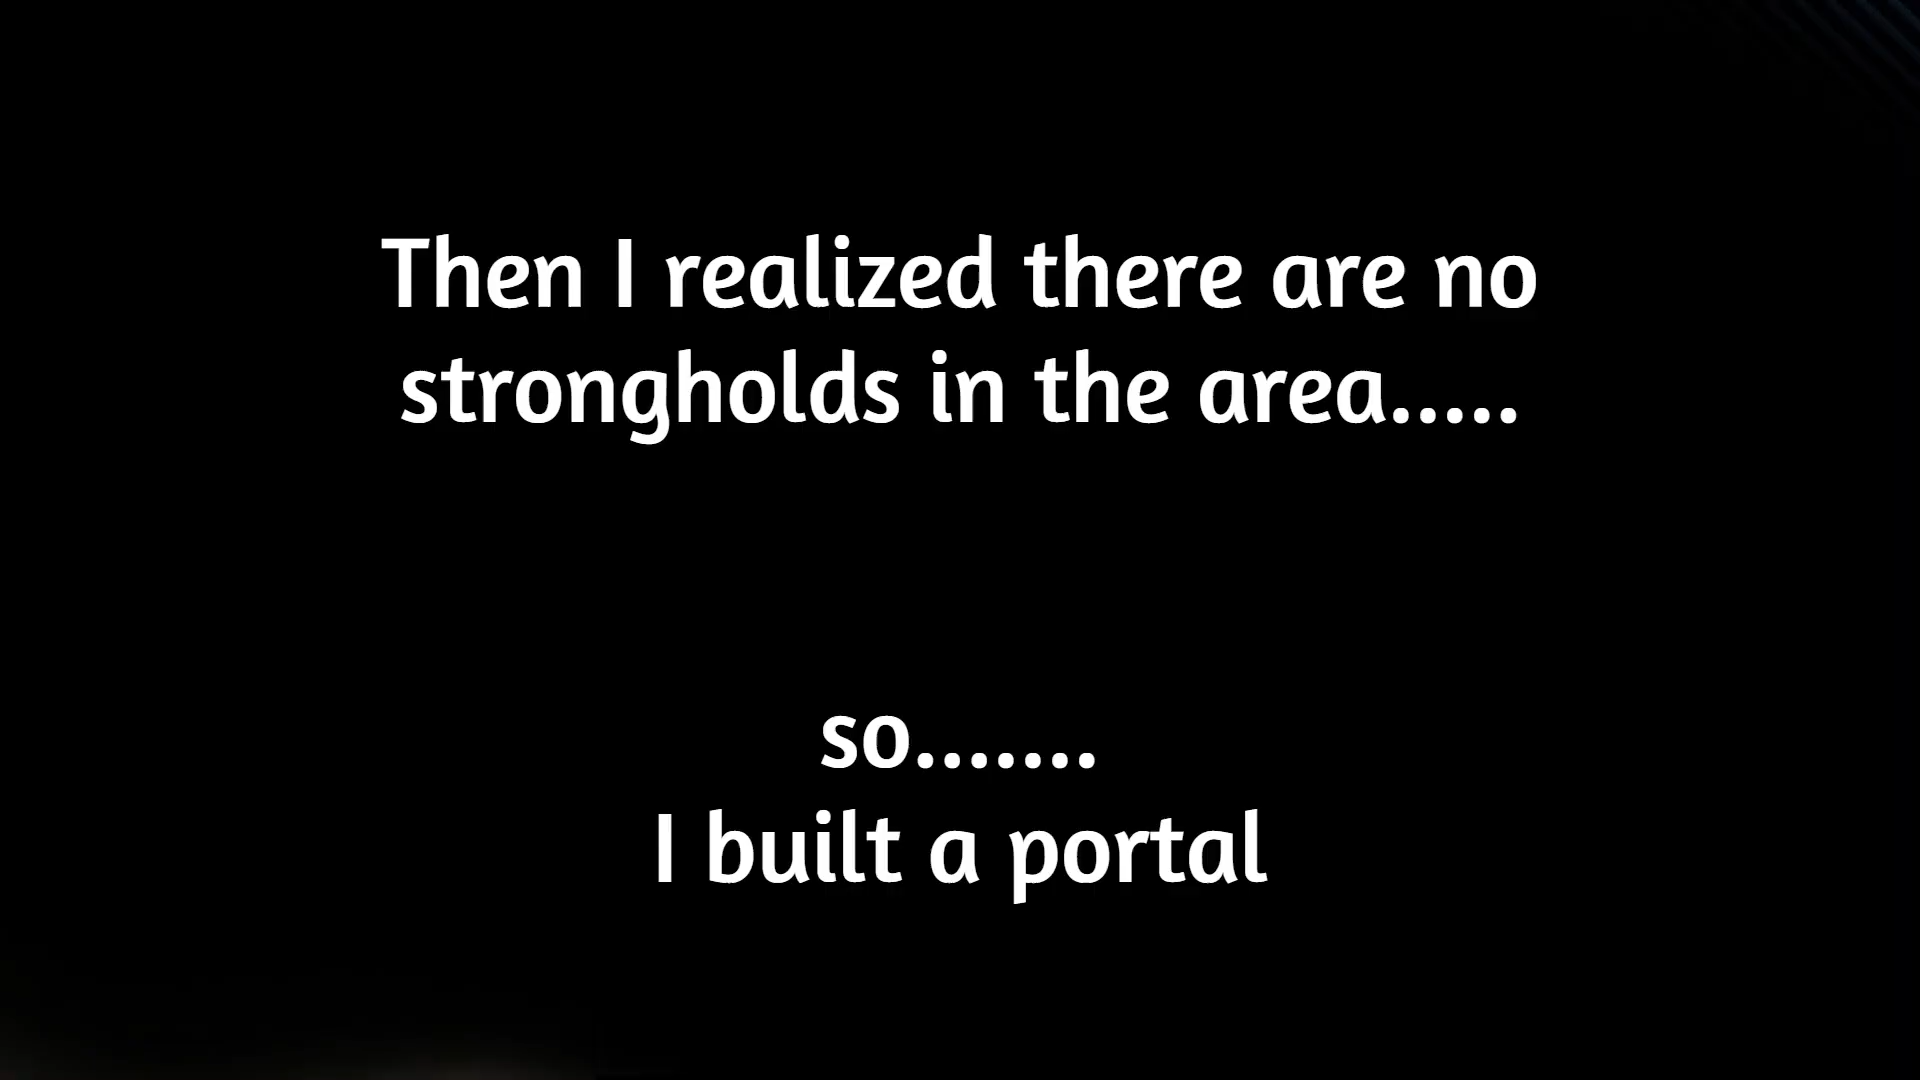 Then I realized there are no
strongholds in the area.....
so.......
I built a portal